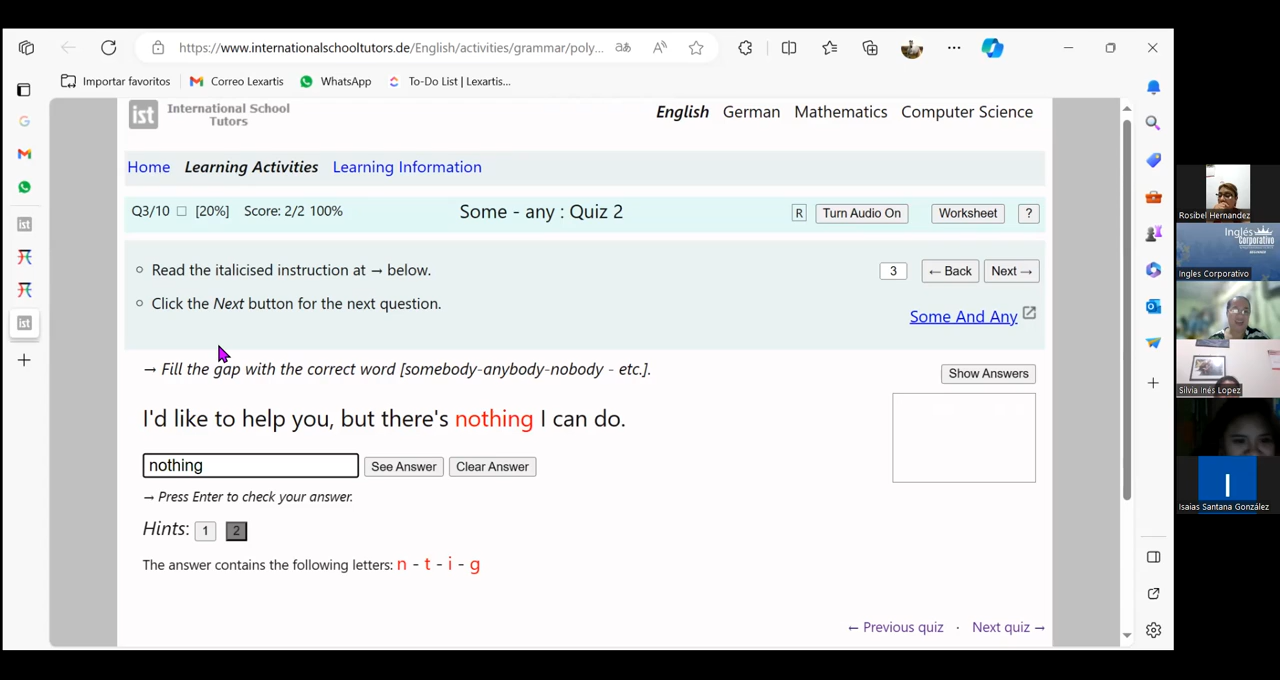 https://www.internationalschooltutors.de/English/activities/grammar/poly...
Importar favoritos
Correo Lexartis
WhatsApp
To-Do List | Lexartis...
ist
International School
Tutors
English German Mathematics Computer Science
Home Learning Activities Learning Information
Q3/10 □ [20%] Score: 2/2 100%
Some - any : Quiz 2
R
Turn Audio On
Worksheet
?
Read the italicised instruction at → below.
3
← Back
Next →
Click the Next button for the next question.
Some And Any
→ Fill the gap with the correct word [somebody-anybody-nobody - etc.].
Show Answers
I'd like to help you, but there's nothing I can do.
nothing
See Answer
Clear Answer
→ Press Enter to check your answer.
Hints: 1 2
The answer contains the following letters: n - t - i - g
← Previous quiz · Next quiz →
Rosibel Hernandez
Inglés
Corporativo
Ingles Corporativo
Silvia Inés Lopez
I
Isaias Santana González